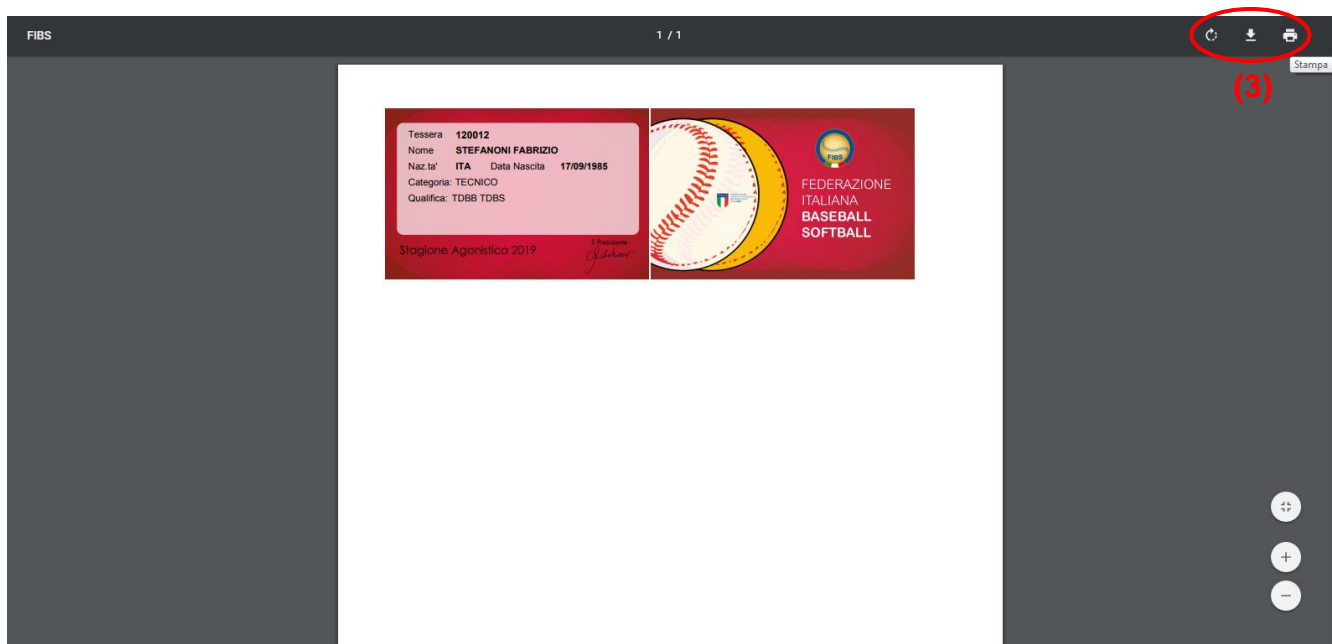 FIBS
1 / 1
Stampa
(3)
Tessera 120012
Nome STEFANONI FABRIZIO
Naz.ta' ITA Data Nascita 17/09/1985
Categoria: TECNICO
Qualifica: TDBB TDBS
Stagione Agonistica 2019
Il Presidente
FIBS
FEDERAZIONE
ITALIANA
BASEBALL
SOFTBALL